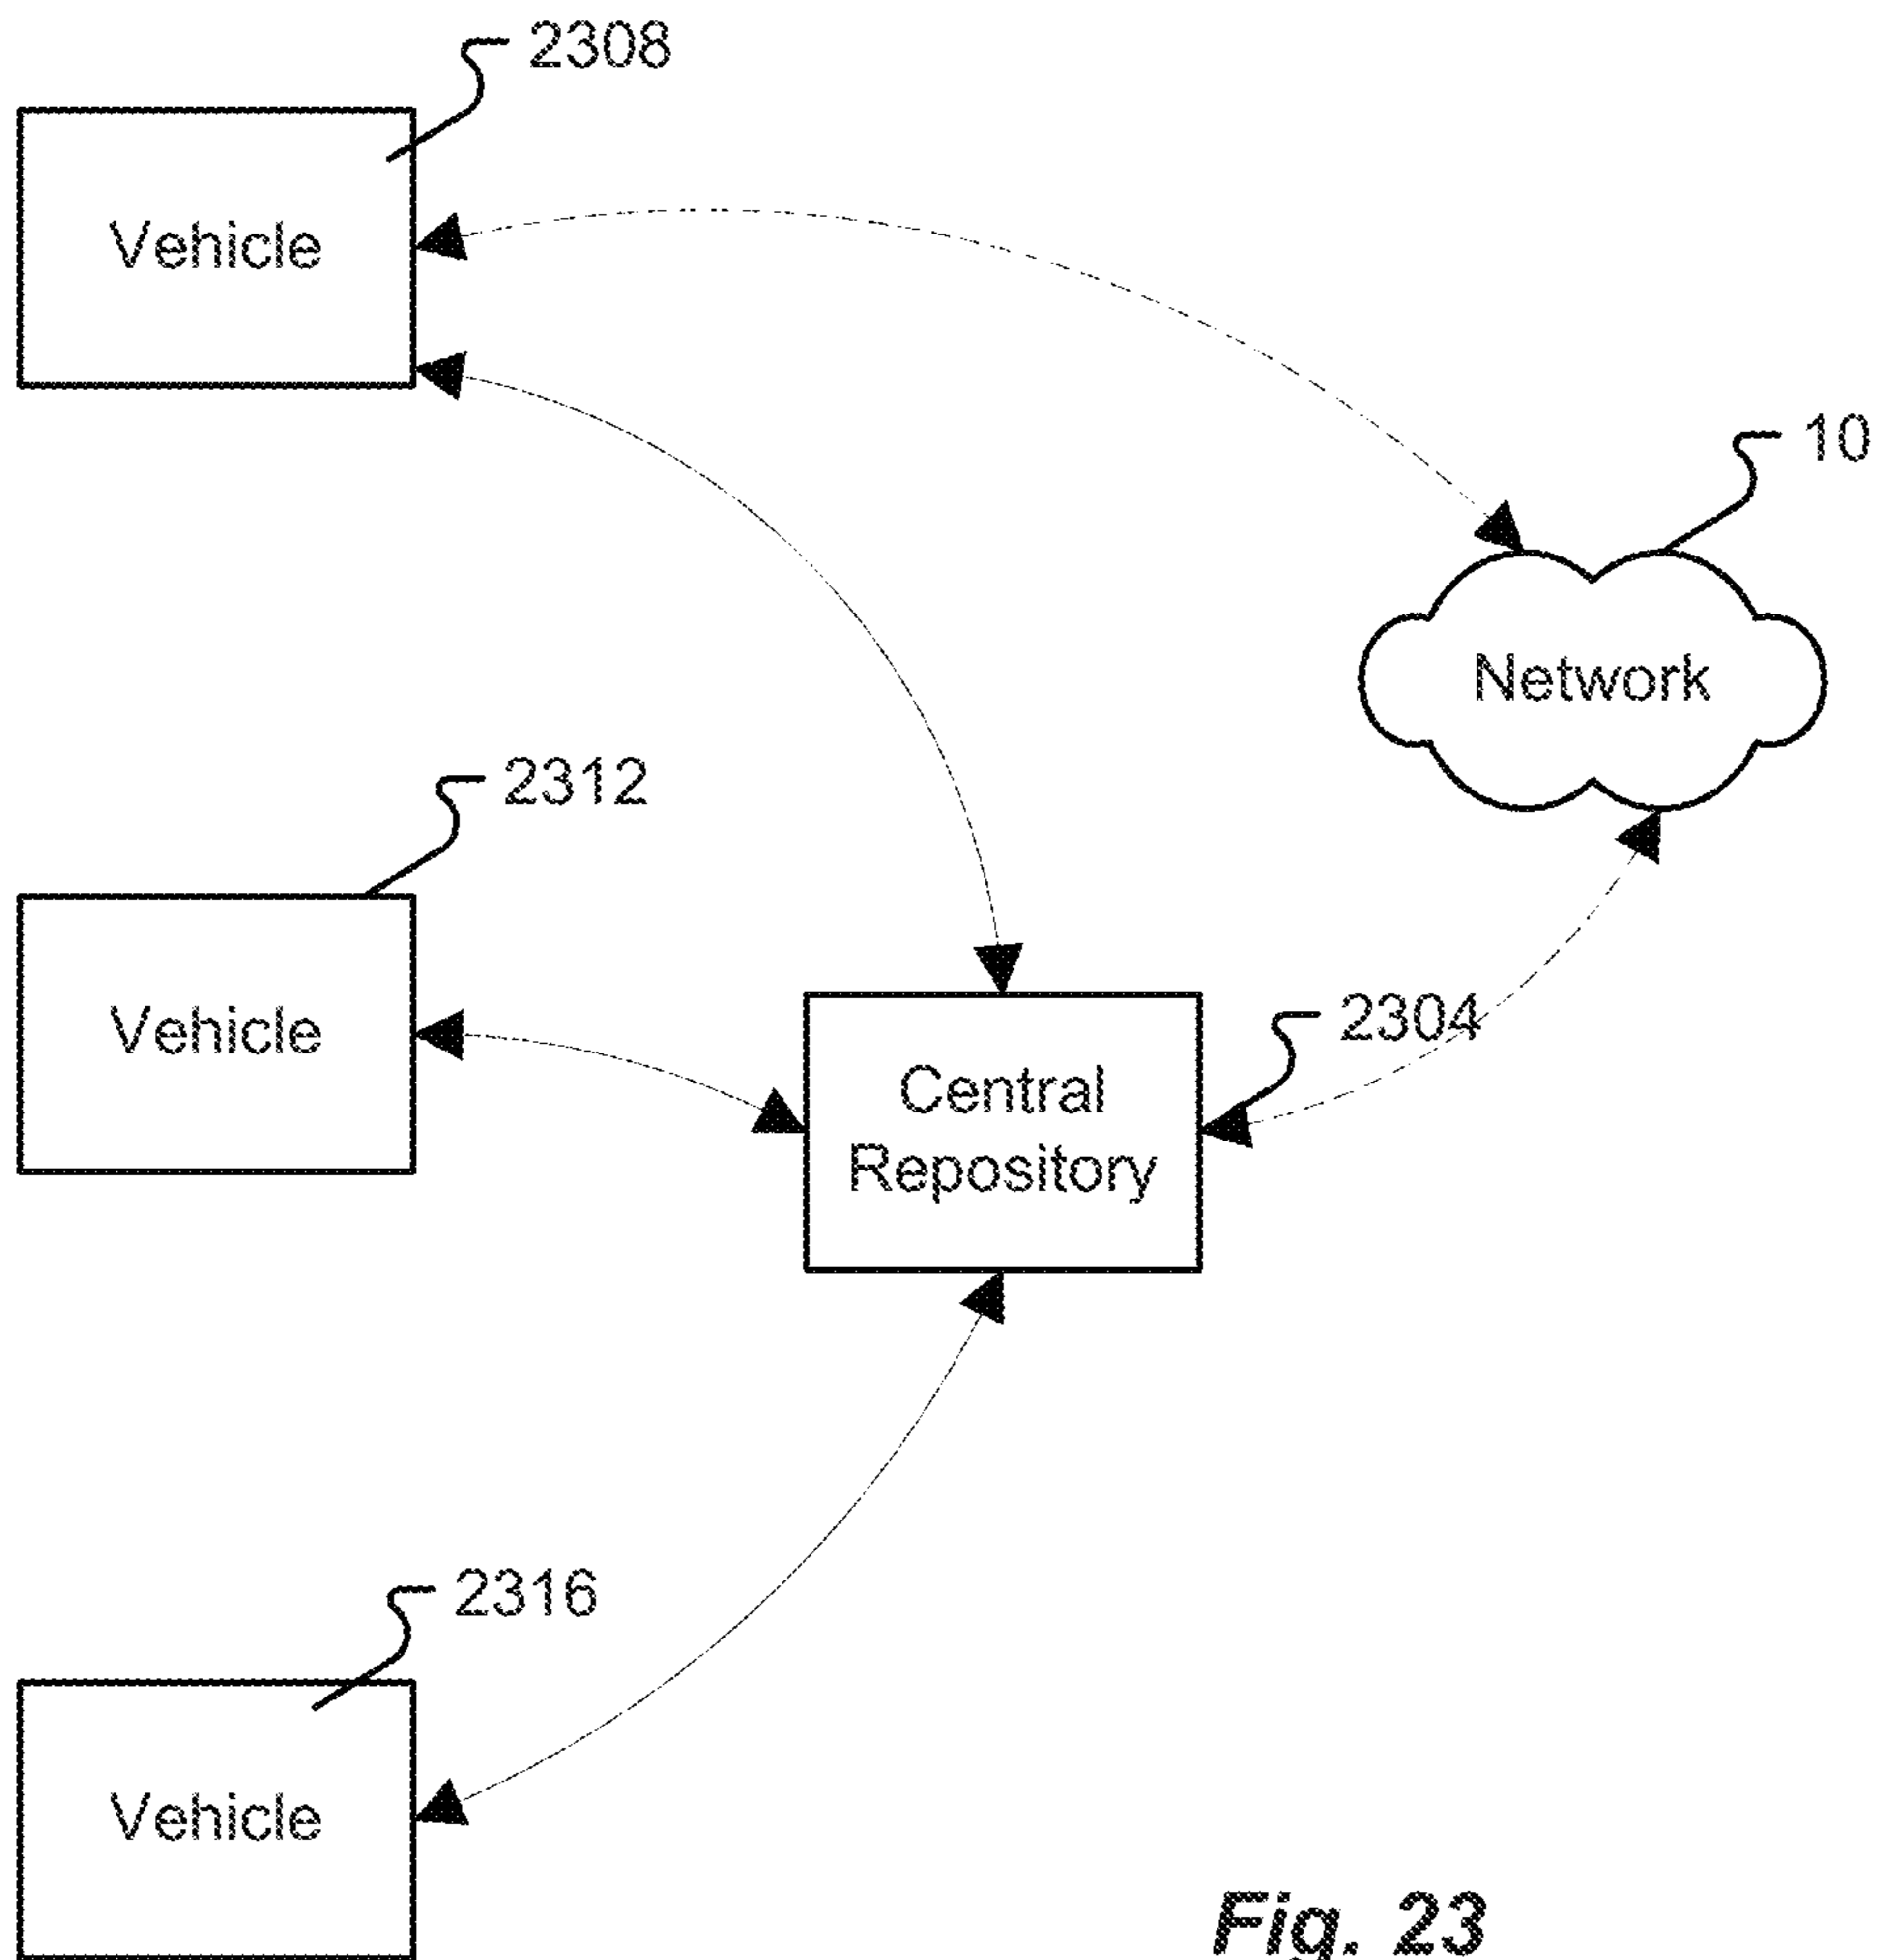 2308
Vehicle
10
Network
2312
Vehicle
2304
Central
Repository
2316
Vehicle
Fig. 23